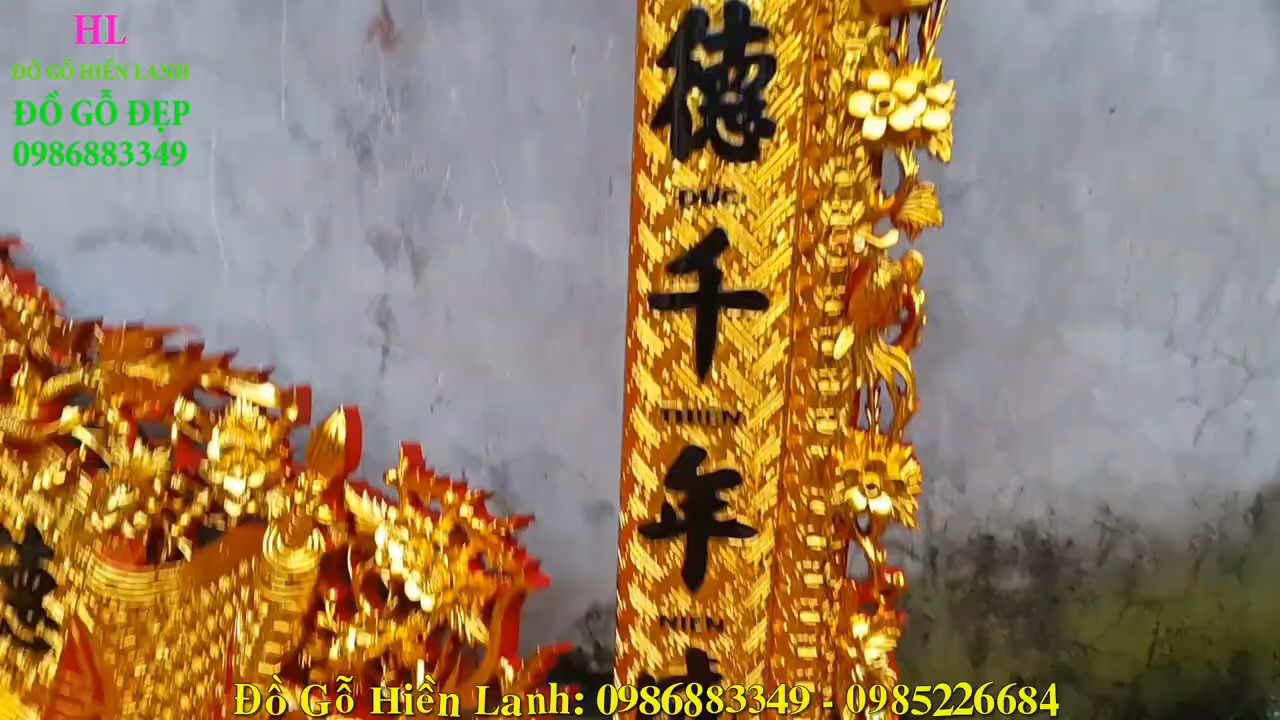 HL
ĐỒ GỖ HIỀN LANH
ĐỒ GỖ ĐẸP
0986883349
德
ĐỨC
千
THIÊN
年
NIÊN
Đồ Gỗ Hiền Lanh: 0986883349 - 0985226684